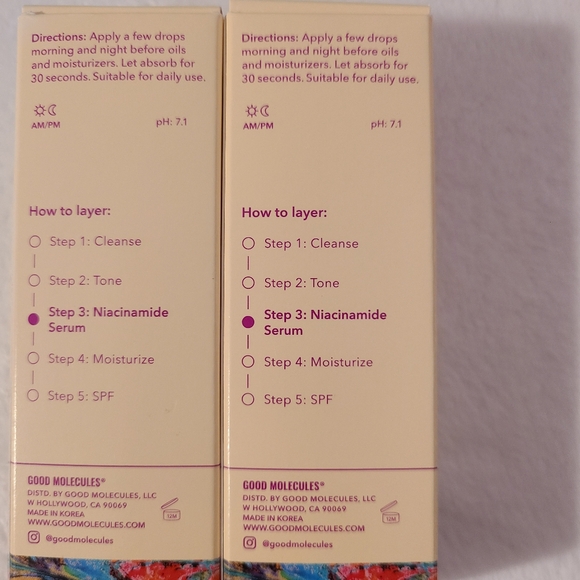 Directions: Apply a few drops
morning and night before oils
and moisturizers. Let absorb for
30 seconds. Suitable for daily use.
AM/PM
pH: 7.1
How to layer:
Step 1: Cleanse
Step 2: Tone
Step 3: Niacinamide
Serum
Step 4: Moisturize
Step 5: SPF
GOOD MOLECULES®
DISTD. BY GOOD MOLECULES, LLC
W HOLLYWOOD, CA 90069
MADE IN KOREA
WWW.GOODMOLECULES.COM
12M
@goodmolecules
Directions: Apply a few drops
morning and night before oils
and moisturizers. Let absorb for
30 seconds. Suitable for daily use.
AM/PM
pH: 7.1
How to layer:
Step 1: Cleanse
Step 2: Tone
Step 3: Niacinamide
Serum
Step 4: Moisturize
Step 5: SPF
GOOD MOLECULES®
DISTD. BY GOOD MOLECULES, LLC
W HOLLYWOOD, CA 90069
MADE IN KOREA
WWW.GOODMOLECULES.COM
12M
@goodmolecules